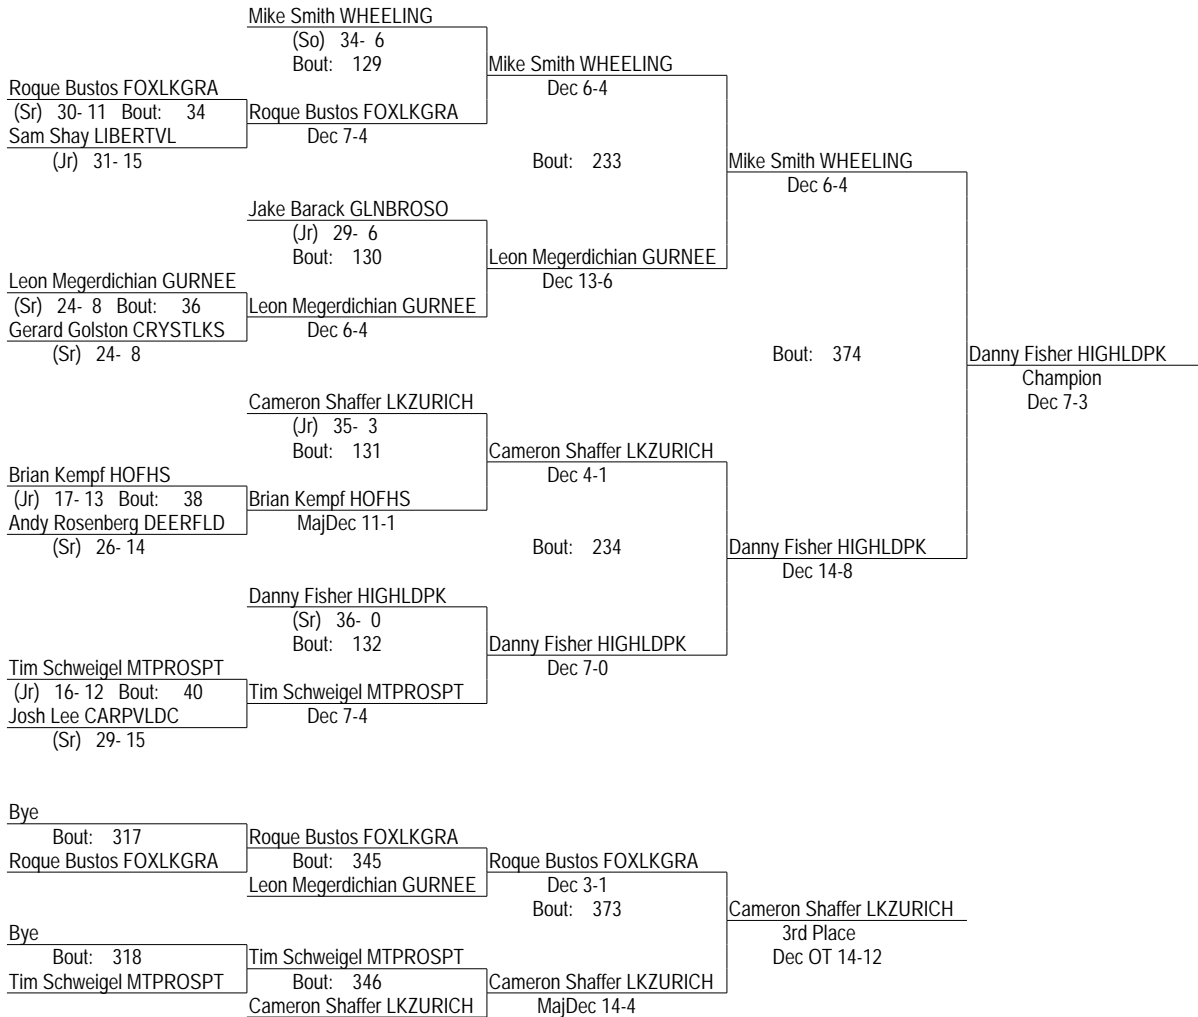 Mike Smith WHEELING
(So) 34- 6
Bout: 129
Mike Smith WHEELING
Dec 6-4
Roque Bustos FOXLKGRA
(Sr) 30- 11 Bout: 34
Roque Bustos FOXLKGRA
Dec 7-4
Sam Shay LIBERTVL
(Jr) 31- 15
Bout: 233
Mike Smith WHEELING
Dec 6-4
Jake Barack GLNBROSO
(Jr) 29- 6
Bout: 130
Leon Megerdichian GURNEE
Dec 13-6
Leon Megerdichian GURNEE
(Sr) 24- 8 Bout: 36
Leon Megerdichian GURNEE
Dec 6-4
Gerard Golston CRYSTLKS
(Sr) 24- 8
Bout: 374
Danny Fisher HIGHLDPK
Champion
Dec 7-3
Cameron Shaffer LKZURICH
(Jr) 35- 3
Bout: 131
Cameron Shaffer LKZURICH
Dec 4-1
Brian Kempf HOFHS
(Jr) 17- 13 Bout: 38
Brian Kempf HOFHS
MajDec 11-1
Andy Rosenberg DEERFLD
(Sr) 26- 14
Bout: 234
Danny Fisher HIGHLDPK
Dec 14-8
Danny Fisher HIGHLDPK
(Sr) 36- 0
Bout: 132
Danny Fisher HIGHLDPK
Dec 7-0
Tim Schweigel MTPROSPT
(Jr) 16- 12 Bout: 40
Tim Schweigel MTPROSPT
Dec 7-4
Josh Lee CARPVLDC
(Sr) 29- 15
Bye
Bout: 317
Roque Bustos FOXLKGRA
Roque Bustos FOXLKGRA
Bout: 345
Leon Megerdichian GURNEE
Roque Bustos FOXLKGRA
Dec 3-1
Bout: 373
Cameron Shaffer LKZURICH
3rd Place
Dec OT 14-12
Bye
Bout: 318
Tim Schweigel MTPROSPT
Tim Schweigel MTPROSPT
Bout: 346
Cameron Shaffer LKZURICH
Cameron Shaffer LKZURICH
MajDec 14-4